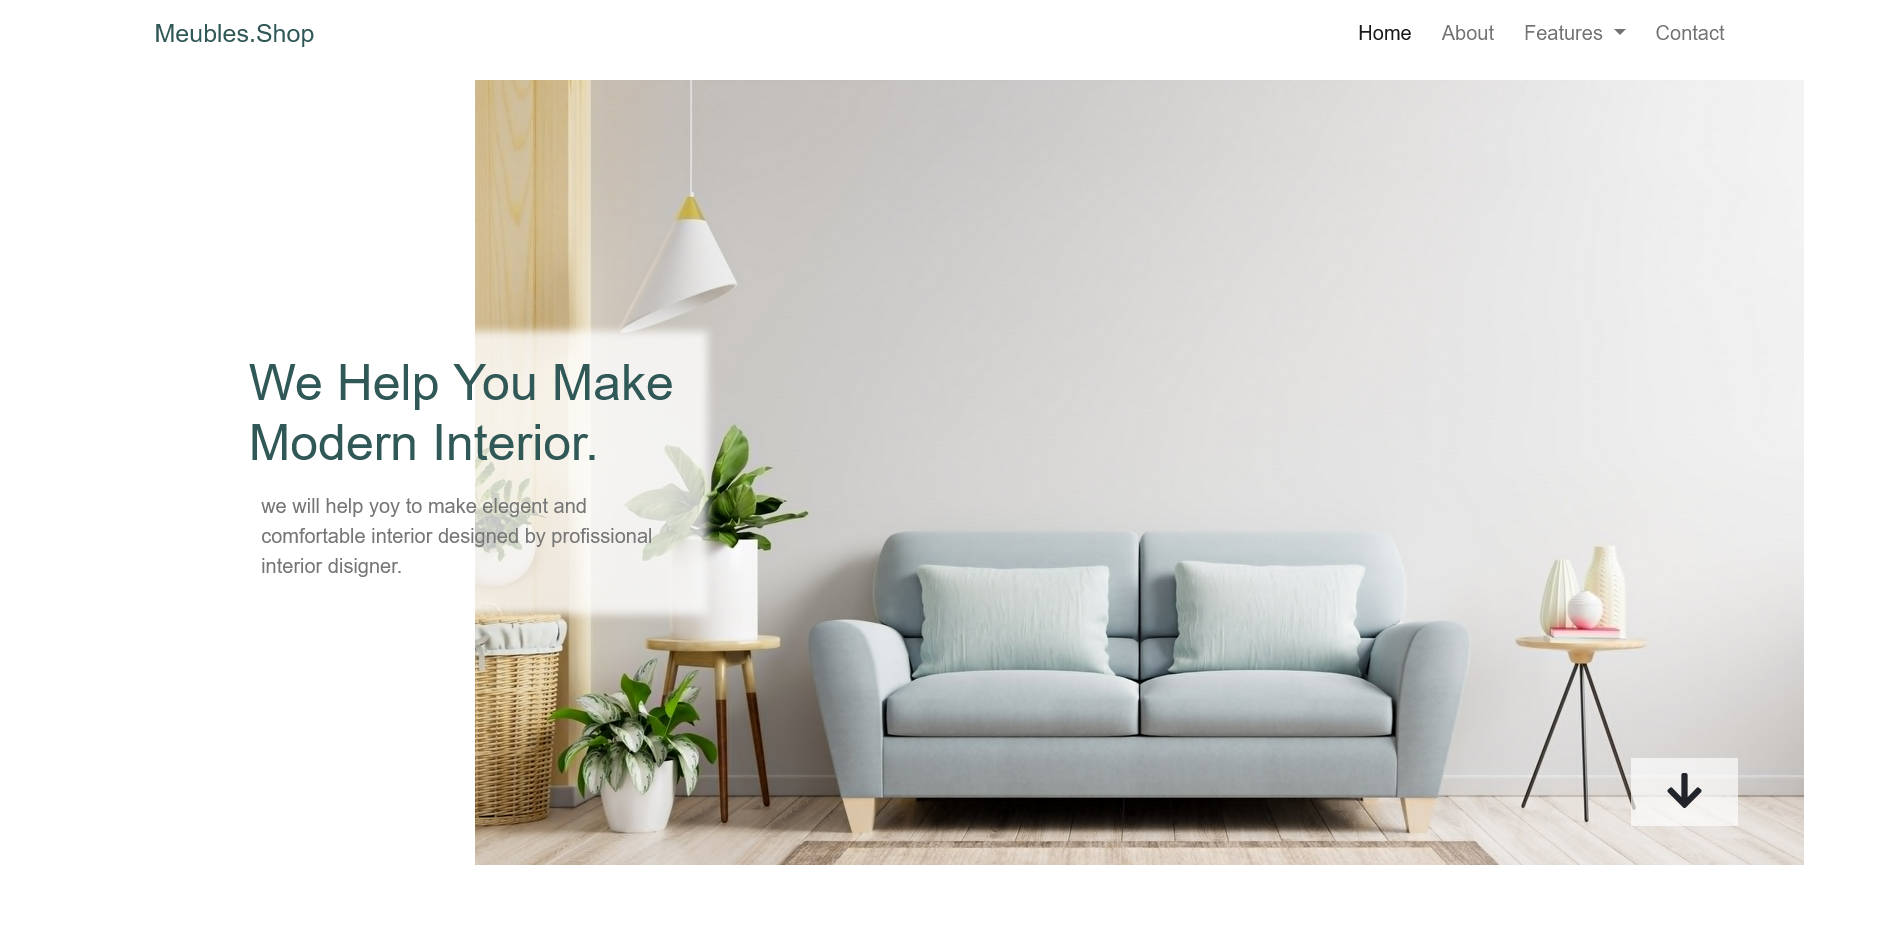 Meubles.Shop
Home About Features Contact
We Help You Make
Modern Interior.
we will help yoy to make elegent and
comfortable interior designed by profissional
interior disigner.